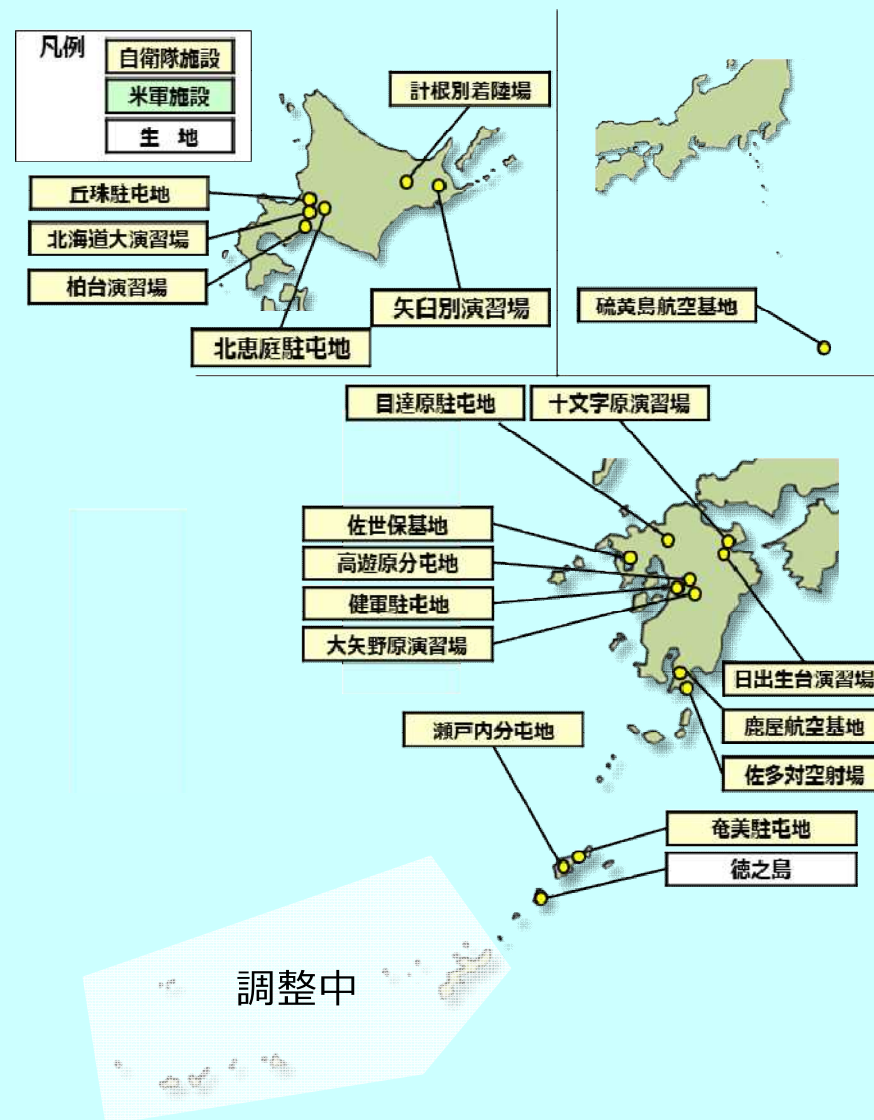 凡例
自衛隊施設
米軍施設
生 地
計根別着陸場
丘珠駐屯地
北海道大演習場
柏台演習場
矢臼別演習場
北恵庭駐屯地
硫黄島航空基地
目達原駐屯地
十文字原演習場
佐世保基地
高遊原分屯地
健軍駐屯地
大矢野原演習場
日出生台演習場
鹿屋航空基地
佐多対空射場
瀬戸内分屯地
奄美駐屯地
徳之島
調整中